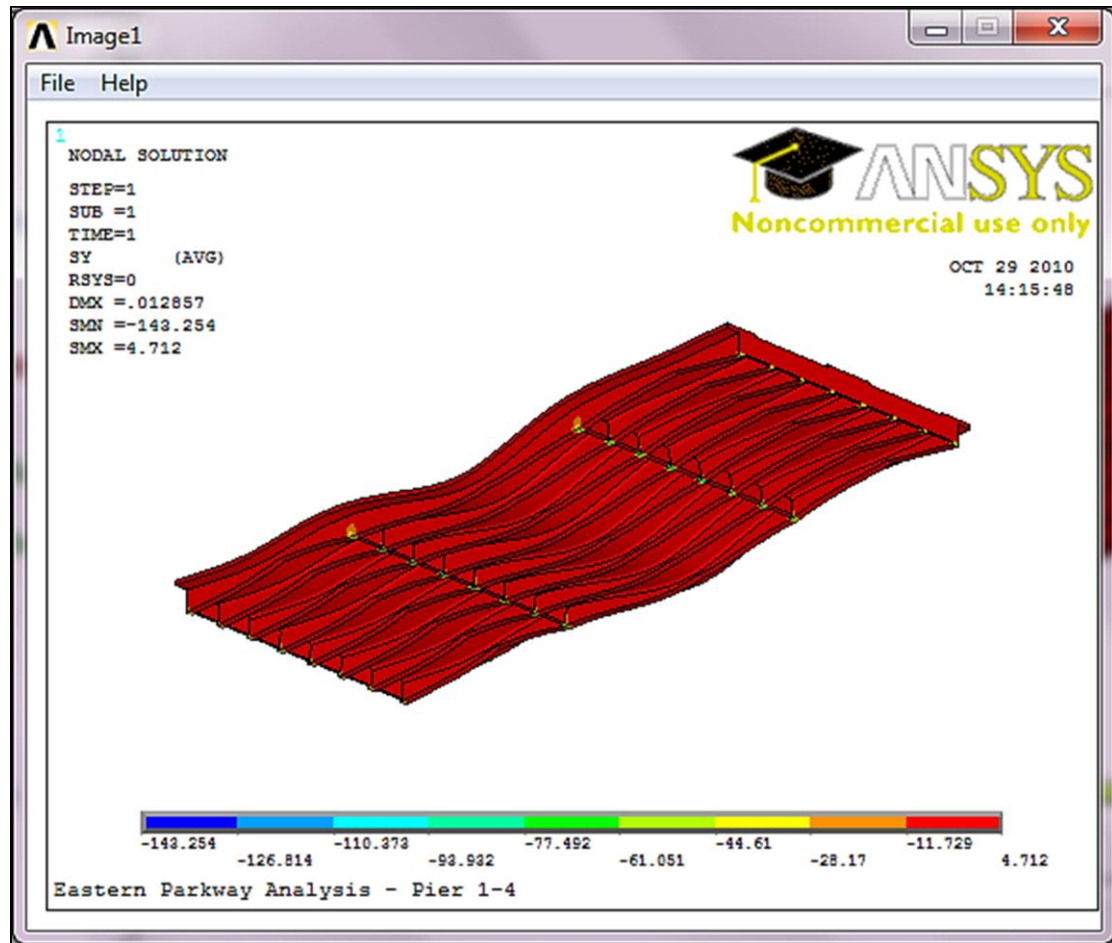 Image1
File Help
1
NODAL SOLUTION
STEP=1
SUB =1
TIME=1
SY (AVG)
RSYS=0
DMX =.012857
SMN =-143.254
SMX =4.712
ANSYS
Noncommercial use only
OCT 29 2010
14:15:48
-143.254 -110.373 -77.492 -44.61 -11.729
-126.814 -93.932 -61.051 -28.17 4.712
Eastern Parkway Analysis - Pier 1-4